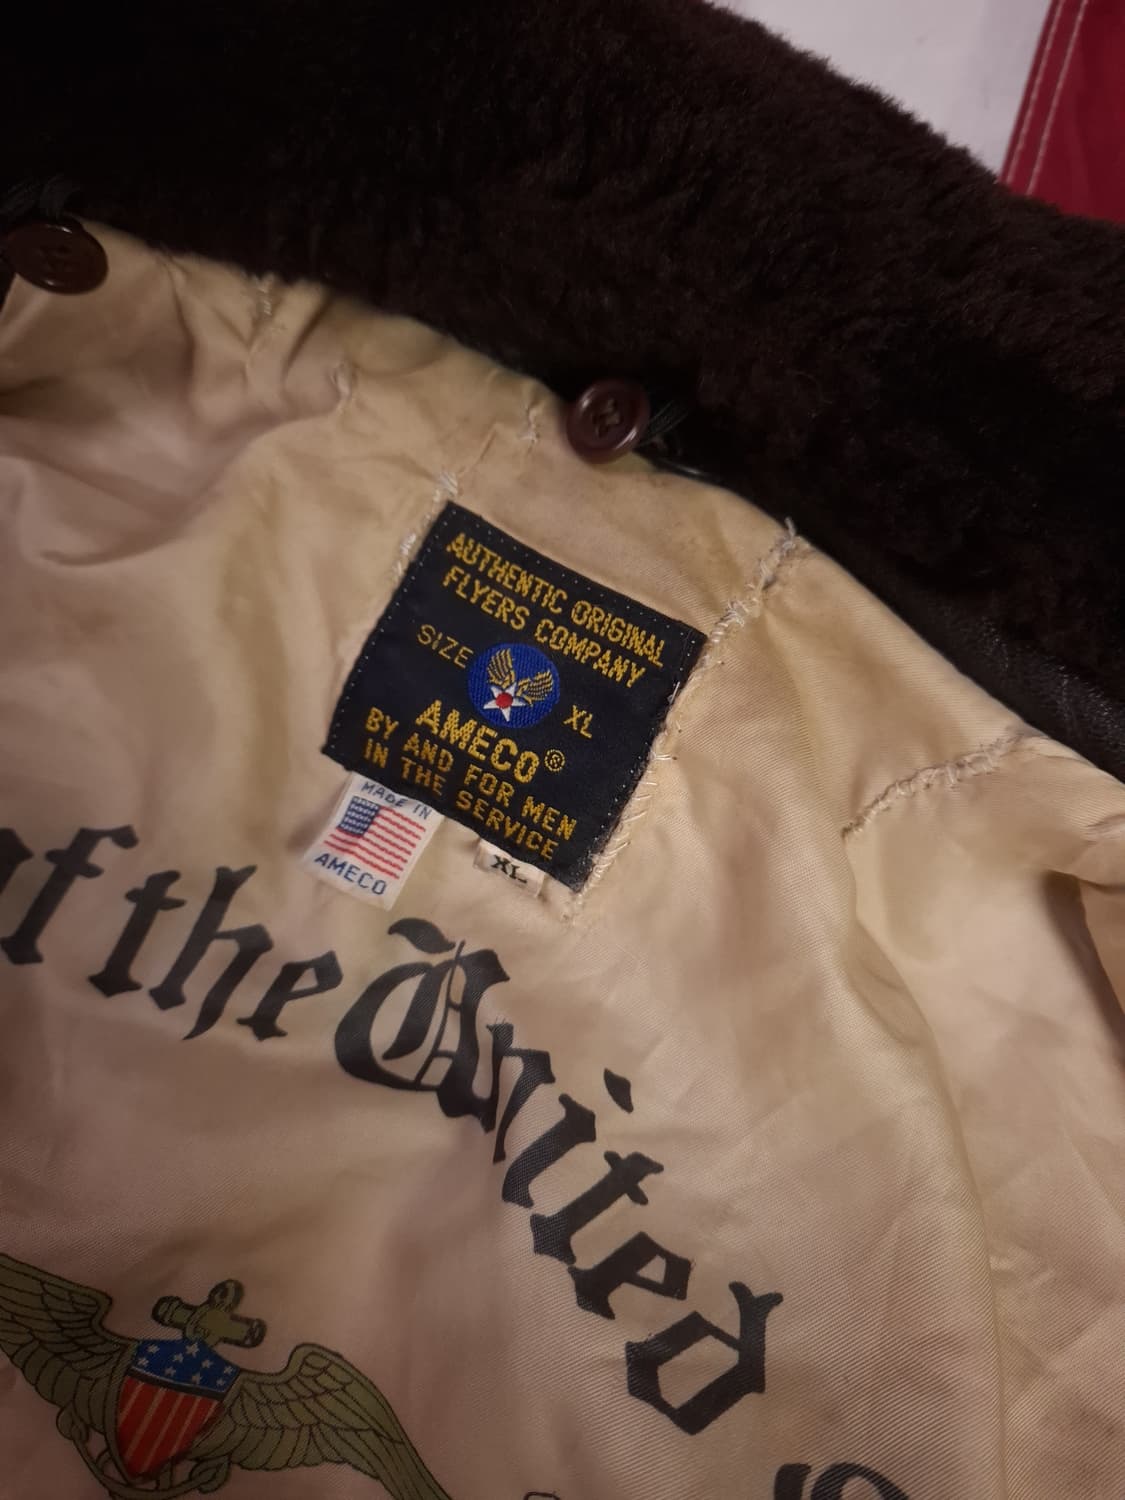 AUTHENTIC ORIGINAL
FLYERS COMPANY
SIZE XL
AMECO®
BY AND FOR MEN
IN THE SERVICE
MADE IN
AMECO
XL
of the United